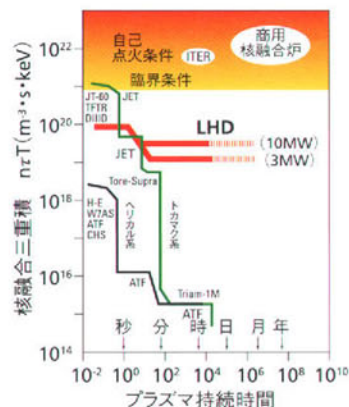 核融合三重積 nτT(m⁻³・s・keV)
10²²
10²⁰
10¹⁸
10¹⁶
10¹⁴
自己
点火条件
ITER
商用
核融合炉
臨界条件
JT-60
TFTR
DIIID
JET
LHD
(10MW)
(3MW)
JET
Tore-Supra
H-E
W7AS
ATF
CHS
ヘリカル系
トカマク系
ATF
Triam-1M
ATF
秒 分 時 日 月 年
10⁻² 10⁰ 10² 10⁴ 10⁶ 10⁸ 10¹⁰
プラズマ持続時間